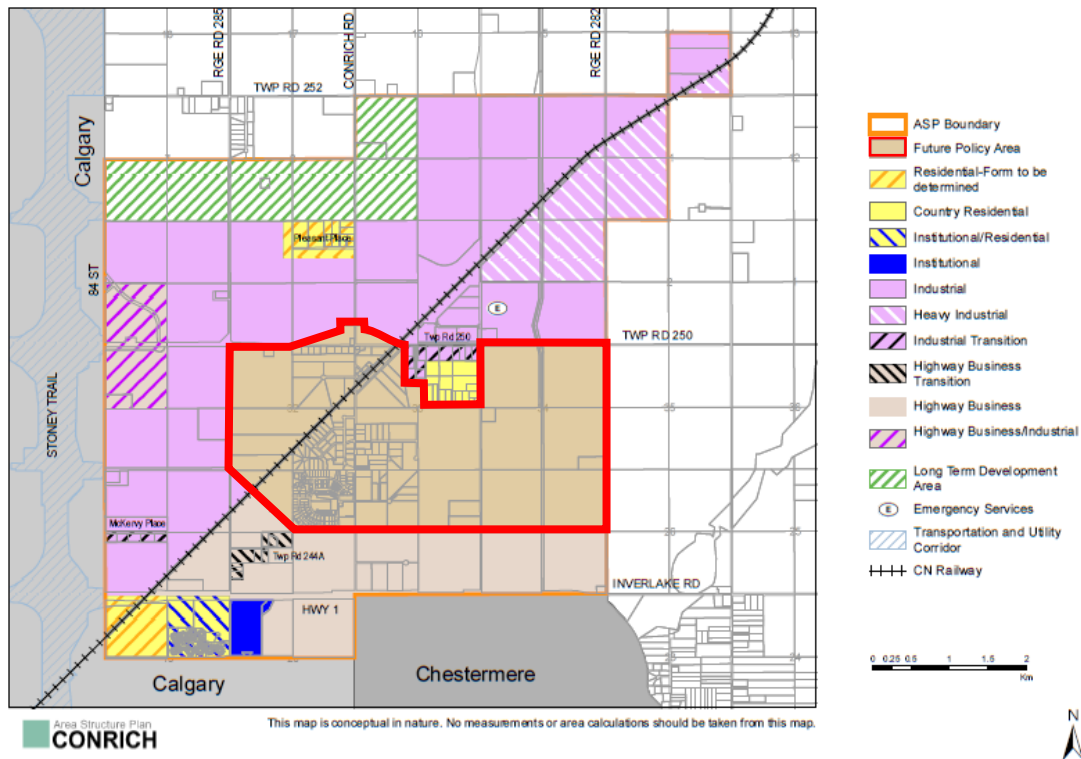 RGE RD 285
CONRICH RD
RGE RD 282
TWP RD 252
Calgary
Pleasant Place
84 ST
E
Twp Rd 250
TWP RD 250
STONEY TRAIL
McKervy Place
Twp Rd 244A
INVERLAKE RD
HWY 1
Calgary
Chestermere
ASP Boundary
Future Policy Area
Residential-Form to be
determined
Country Residential
Institutional/Residential
Institutional
Industrial
Heavy Industrial
Industrial Transition
Highway Business
Transition
Highway Business
Highway Business/Industrial
Long Term Development
Area
E Emergency Services
Transportation and Utility
Corridor
CN Railway
0 0.25 0.5 1 1.5 2
Km
Area Structure Plan
CONRICH
This map is conceptual in nature. No measurements or area calculations should be taken from this map.
N